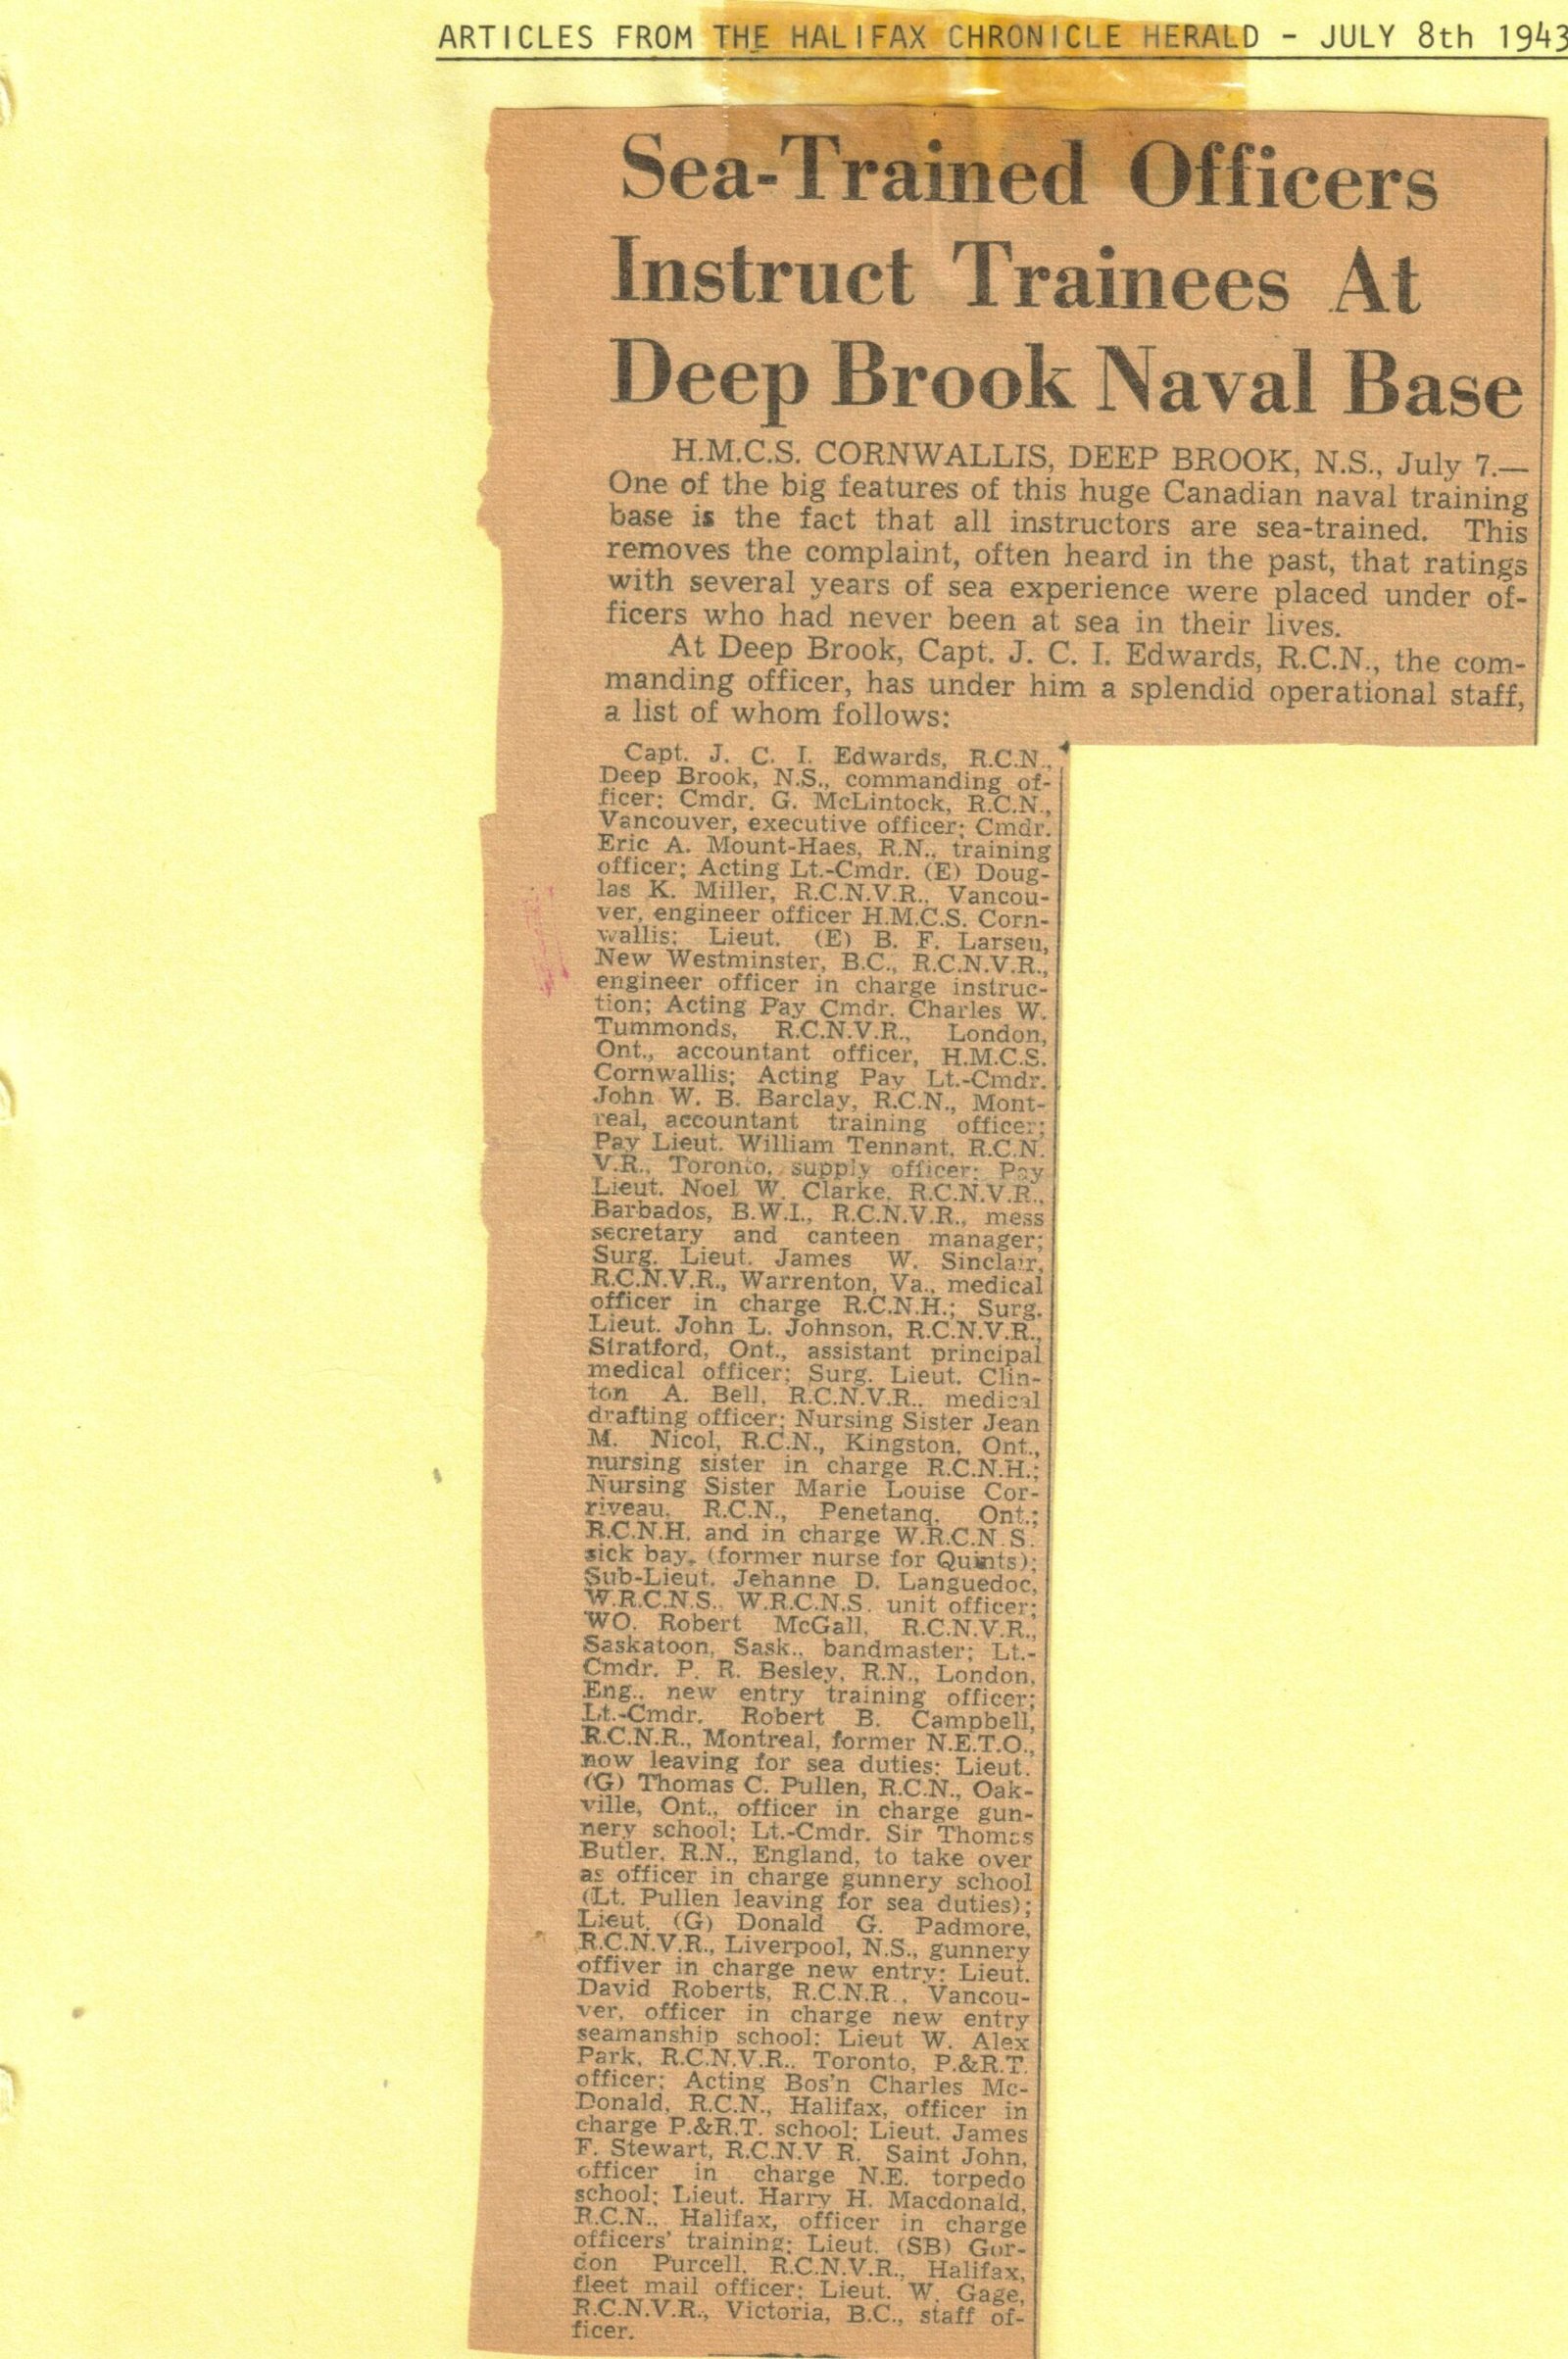 ARTICLES FROM THE HALIFAX CHRONICLE HERALD - JULY 8th 1943
Sea-Trained Officers
Instruct Trainees At
Deep Brook Naval Base
H.M.C.S. CORNWALLIS, DEEP BROOK, N.S., July 7.—
One of the big features of this huge Canadian naval training
base is the fact that all instructors are sea-trained. This
removes the complaint, often heard in the past, that ratings
with several years of sea experience were placed under of-
ficers who had never been at sea in their lives.
At Deep Brook, Capt. J. C. I. Edwards, R.C.N., the com-
manding officer, has under him a splendid operational staff,
a list of whom follows:
Capt. J. C. I. Edwards, R.C.N.,
Deep Brook, N.S., commanding of-
ficer; Cmdr. G. McLintock, R.C.N.,
Vancouver, executive officer; Cmdr.
Eric A. Mount-Haes, R.N., training
officer; Acting Lt.-Cmdr. (E) Doug-
las K. Miller, R.C.N.V.R., Vancou-
ver, engineer officer H.M.C.S. Corn-
wallis; Lieut. (E) B. F. Larsen,
New Westminster, B.C., R.C.N.V.R.,
engineer officer in charge instruc-
tion; Acting Pay Cmdr. Charles W.
Tummonds, R.C.N.V.R., London,
Ont., accountant officer, H.M.C.S.
Cornwallis; Acting Pay Lt.-Cmdr.
John W. B. Barclay, R.C.N., Mont-
real, accountant training officer;
Pay Lieut. William Tennant, R.C.N.
V.R., Toronto, supply officer; Pay
Lieut. Noel W. Clarke, R.C.N.V.R.,
Barbados, B.W.I., R.C.N.V.R., mess
secretary and canteen manager;
Surg. Lieut. James W. Sinclair,
R.C.N.V.R., Warrenton, Va., medical
officer in charge R.C.N.H.; Surg.
Lieut. John L. Johnson, R.C.N.V.R.,
Stratford, Ont., assistant principal
medical officer; Surg. Lieut. Clin-
ton A. Bell, R.C.N.V.R., medical
drafting officer; Nursing Sister Jean
M. Nicol, R.C.N., Kingston, Ont.,
nursing sister in charge R.C.N.H.;
Nursing Sister Marie Louise Cor-
riveau, R.C.N., Penetang, Ont.;
R.C.N.H. and in charge W.R.C.N.S.
sick bay, (former nurse for Quints);
Sub-Lieut. Jehanne D. Languedoc,
W.R.C.N.S., W.R.C.N.S. unit officer;
WO. Robert McGall, R.C.N.V.R.,
Saskatoon, Sask., bandmaster; Lt.-
Cmdr. P. R. Besley, R.N., London,
Eng., new entry training officer;
Lt.-Cmdr. Robert B. Campbell,
R.C.N.R., Montreal, former N.E.T.O.,
now leaving for sea duties; Lieut.
(G) Thomas C. Pullen, R.C.N., Oak-
ville, Ont., officer in charge gun-
nery school; Lt.-Cmdr. Sir Thomas
Butler, R.N., England, to take over
as officer in charge gunnery school
(Lt. Pullen leaving for sea duties);
Lieut. (G) Donald G. Padmore,
R.C.N.V.R., Liverpool, N.S., gunnery
offiver in charge new entry; Lieut.
David Roberts, R.C.N.R., Vancou-
ver, officer in charge new entry
seamanship school; Lieut W. Alex
Park, R.C.N.V.R., Toronto, P.&R.T.
officer; Acting Bos'n Charles Mc-
Donald, R.C.N., Halifax, officer in
charge P.&R.T. school; Lieut. James
F. Stewart, R.C.N.V R. Saint John,
officer in charge N.E. torpedo
school; Lieut. Harry H. Macdonald,
R.C.N., Halifax, officer in charge
officers' training; Lieut. (SB) Gor-
don Purcell, R.C.N.V.R., Halifax,
fleet mail officer; Lieut. W. Gage,
R.C.N.V.R., Victoria, B.C., staff of-
ficer.